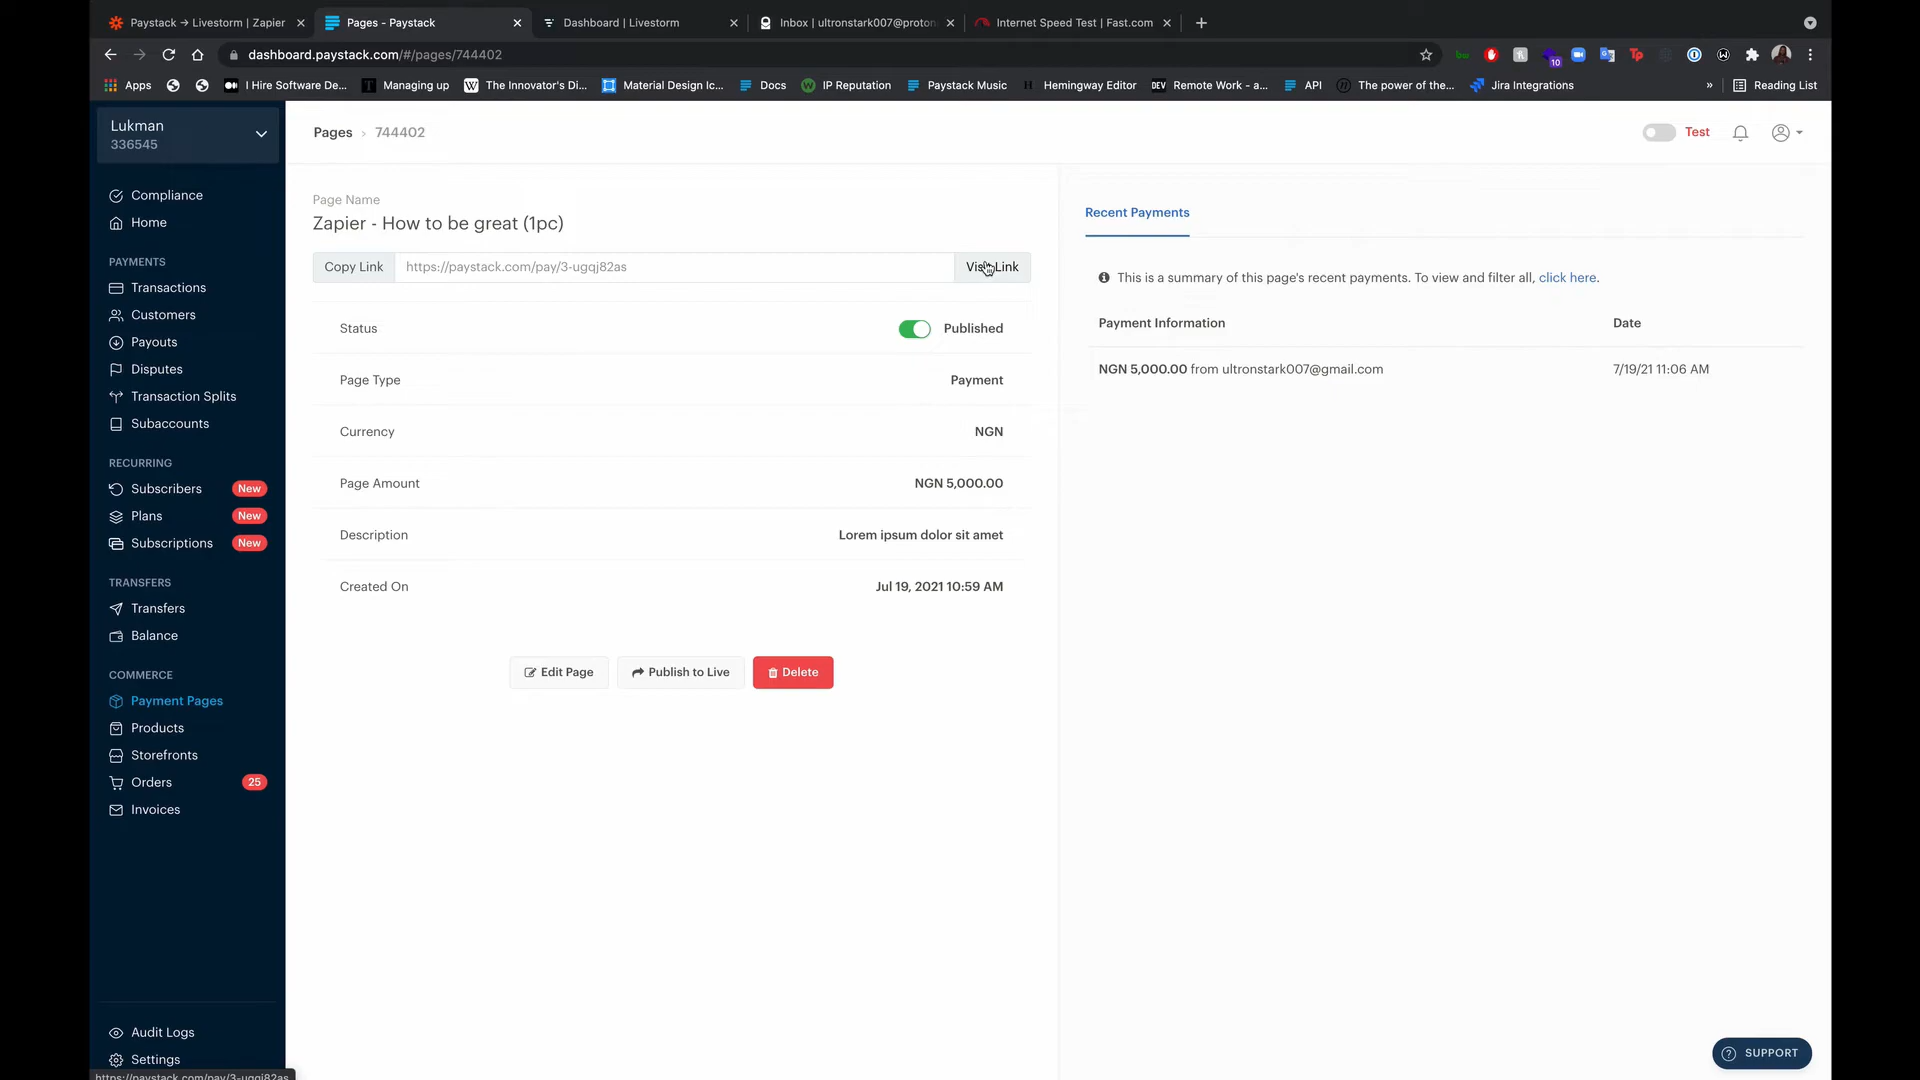 Paystack → Livestorm | Zapier
Pages - Paystack
Dashboard | Livestorm
Inbox | ultronstark007@proton
Internet Speed Test | Fast.com
dashboard.paystack.com/#/pages/744402
10
Apps
I Hire Software De...
Managing up
The Innovator's Di...
Material Design Ic...
Docs
IP Reputation
Paystack Music
Hemingway Editor
Remote Work - a...
API
The power of the...
Jira Integrations
»
Reading List
Lukman
336545
Pages › 744402
Test
Compliance
Home
PAYMENTS
Transactions
Customers
Payouts
Disputes
Transaction Splits
Subaccounts
RECURRING
Subscribers New
Plans New
Subscriptions New
TRANSFERS
Transfers
Balance
COMMERCE
Payment Pages
Products
Storefronts
Orders 25
Invoices
Audit Logs
Settings
https://paystack.com/pay/3-ugqj82as
Page Name
Zapier - How to be great (1pc)
Copy Link https://paystack.com/pay/3-ugqj82as Visit Link
Status Published
Page Type Payment
Currency NGN
Page Amount NGN 5,000.00
Description Lorem ipsum dolor sit amet
Created On Jul 19, 2021 10:59 AM
Edit Page
Publish to Live
Delete
Recent Payments
This is a summary of this page's recent payments. To view and filter all, click here.
Payment Information Date
NGN 5,000.00 from ultronstark007@gmail.com 7/19/21 11:06 AM
SUPPORT